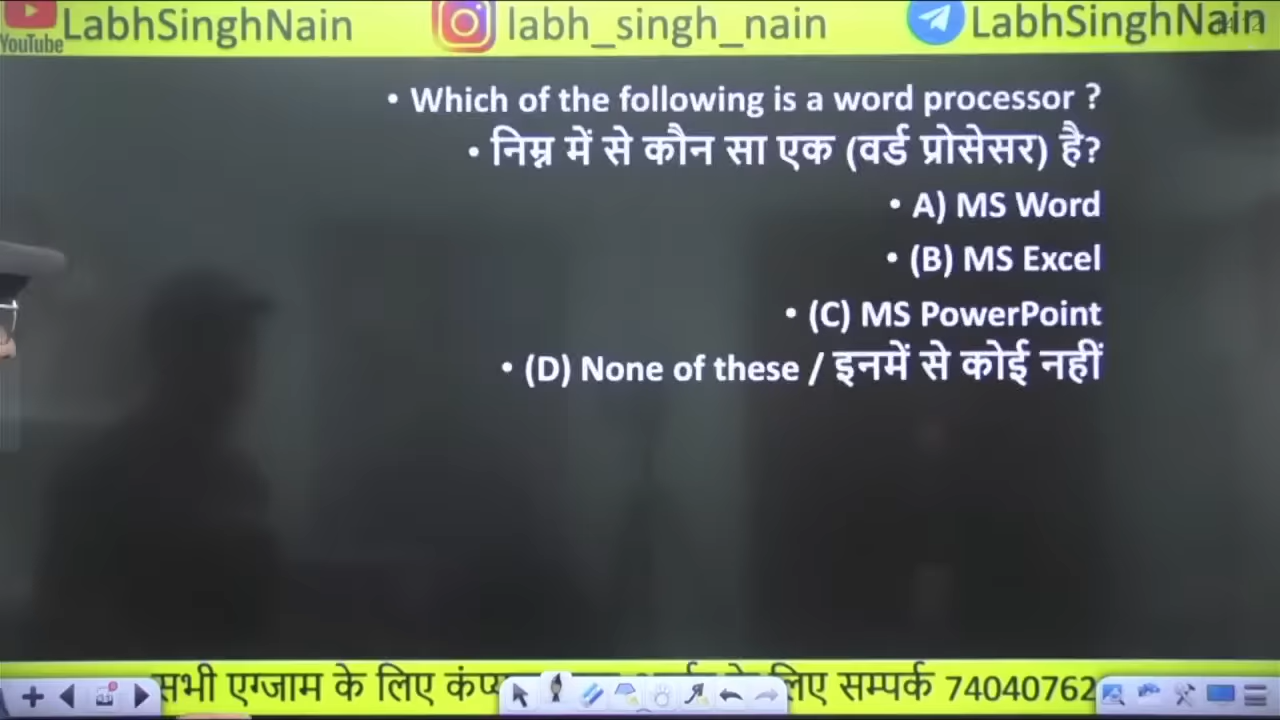 YouTube LabhSinghNain labh_singh_nain LabhSinghNain
• Which of the following is a word processor ?
• निम्न में से कौन सा एक (वर्ड प्रोसेसर) है?
• A) MS Word
• (B) MS Excel
• (C) MS PowerPoint
• (D) None of these / इनमें से कोई नहीं
सभी एग्जाम के लिए सम्पर्क 74040762